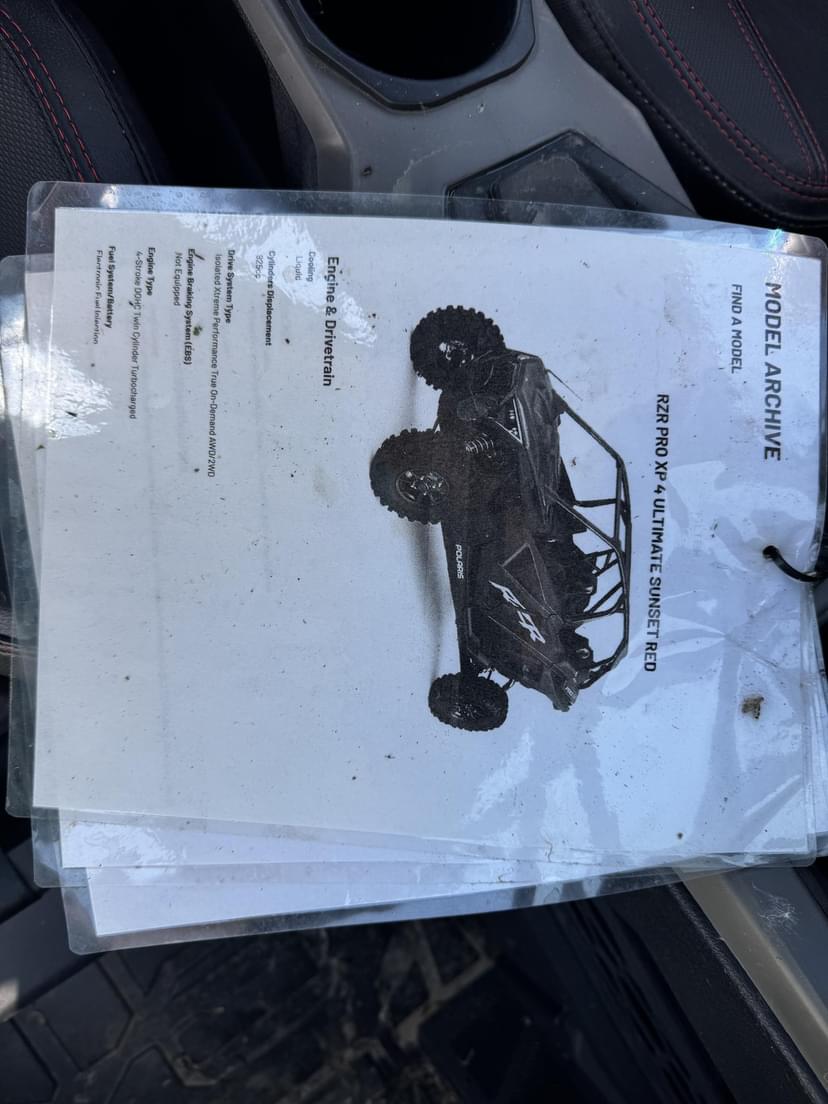 MODEL ARCHIVE
FIND A MODEL
RZR PRO XP 4 ULTIMATE SUNSET RED
POLARIS
RZR
Engine & Drivetrain
Cooling
Liquid
Cylinders Displacement
925cc
Drive System Type
Isolated Xtreme Performance True On-Demand AWD/2WD
Engine Braking System (EBS)
Not Equipped
Engine Type
4-Stroke DOHC Twin Cylinder Turbocharged
Fuel System/Battery
Electronic Fuel Injection